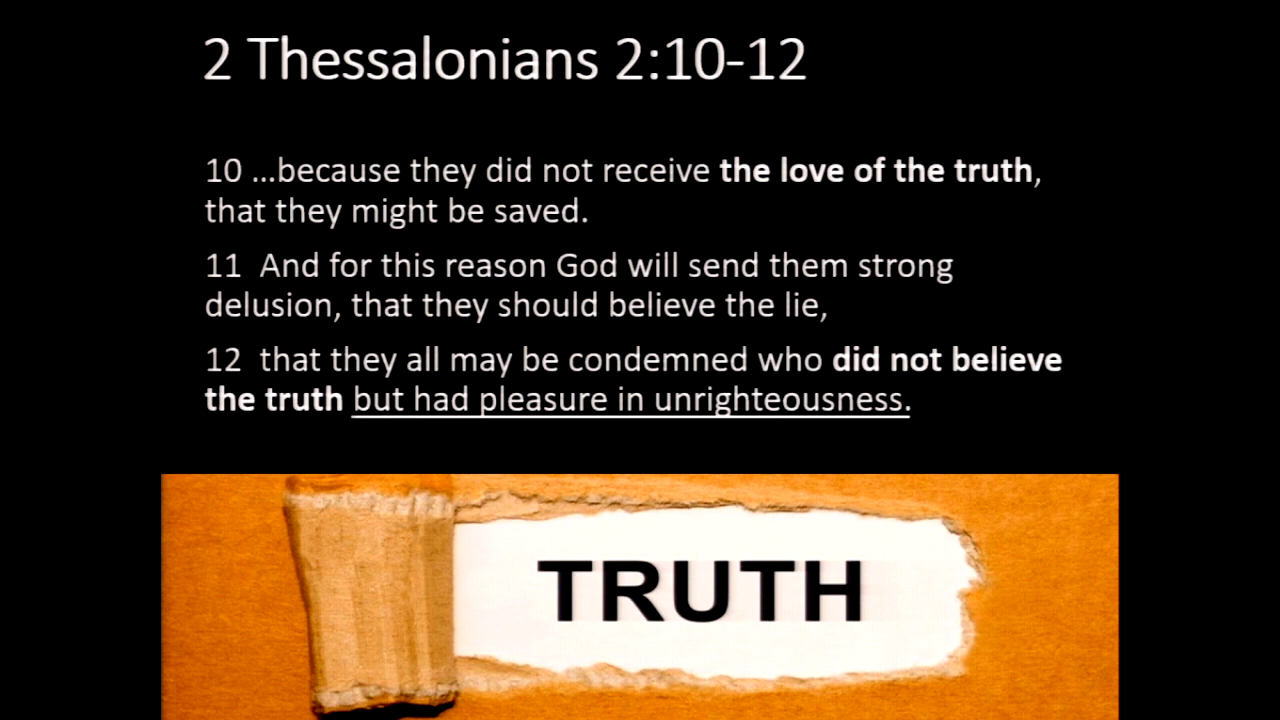 2 Thessalonians 2:10-12
10 ...because they did not receive the love of the truth,
that they might be saved.
11  And for this reason God will send them strong
delusion, that they should believe the lie,
12  that they all may be condemned who did not believe
the truth but had pleasure in unrighteousness.
TRUTH